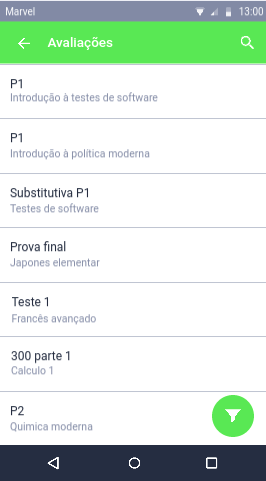 Marvel 13:00
Avaliações
P1
Introdução à testes de software
P1
Introdução à política moderna
Substitutiva P1
Testes de software
Prova final
Japones elementar
Teste 1
Francês avançado
300 parte 1
Calculo 1
P2
Quimica moderna